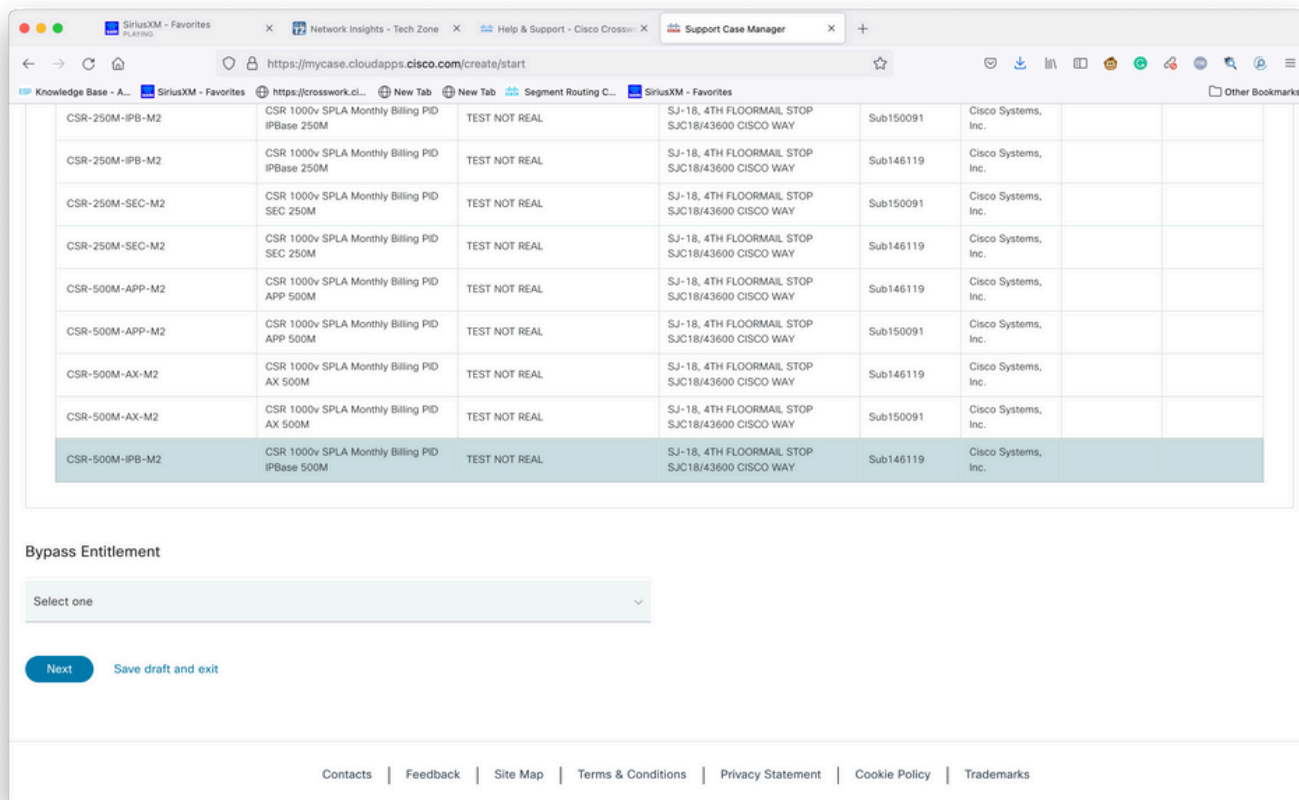 SiriusXM - Favorites
PLAYING
Network Insights - Tech Zone
Help & Support - Cisco Crosswo
Support Case Manager
https://mycase.cloudapps.cisco.com/create/start
Knowledge Base - A...
SiriusXM - Favorites
https://crosswork.ci...
New Tab
New Tab
Segment Routing C...
SiriusXM - Favorites
Other Bookmarks
CSR-250M-IPB-M2
CSR 1000v SPLA Monthly Billing PID
IPBase 250M
TEST NOT REAL
SJ-18, 4TH FLOORMAIL STOP
SJC18/43600 CISCO WAY
Sub150091
Cisco Systems,
Inc.
CSR-250M-IPB-M2
CSR 1000v SPLA Monthly Billing PID
IPBase 250M
TEST NOT REAL
SJ-18, 4TH FLOORMAIL STOP
SJC18/43600 CISCO WAY
Sub146119
Cisco Systems,
Inc.
CSR-250M-SEC-M2
CSR 1000v SPLA Monthly Billing PID
SEC 250M
TEST NOT REAL
SJ-18, 4TH FLOORMAIL STOP
SJC18/43600 CISCO WAY
Sub150091
Cisco Systems,
Inc.
CSR-250M-SEC-M2
CSR 1000v SPLA Monthly Billing PID
SEC 250M
TEST NOT REAL
SJ-18, 4TH FLOORMAIL STOP
SJC18/43600 CISCO WAY
Sub146119
Cisco Systems,
Inc.
CSR-500M-APP-M2
CSR 1000v SPLA Monthly Billing PID
APP 500M
TEST NOT REAL
SJ-18, 4TH FLOORMAIL STOP
SJC18/43600 CISCO WAY
Sub146119
Cisco Systems,
Inc.
CSR-500M-APP-M2
CSR 1000v SPLA Monthly Billing PID
APP 500M
TEST NOT REAL
SJ-18, 4TH FLOORMAIL STOP
SJC18/43600 CISCO WAY
Sub150091
Cisco Systems,
Inc.
CSR-500M-AX-M2
CSR 1000v SPLA Monthly Billing PID
AX 500M
TEST NOT REAL
SJ-18, 4TH FLOORMAIL STOP
SJC18/43600 CISCO WAY
Sub146119
Cisco Systems,
Inc.
CSR-500M-AX-M2
CSR 1000v SPLA Monthly Billing PID
AX 500M
TEST NOT REAL
SJ-18, 4TH FLOORMAIL STOP
SJC18/43600 CISCO WAY
Sub150091
Cisco Systems,
Inc.
CSR-500M-IPB-M2
CSR 1000v SPLA Monthly Billing PID
IPBase 500M
TEST NOT REAL
SJ-18, 4TH FLOORMAIL STOP
SJC18/43600 CISCO WAY
Sub146119
Cisco Systems,
Inc.
Bypass Entitlement
Select one
Next
Save draft and exit
Contacts | Feedback | Site Map | Terms & Conditions | Privacy Statement | Cookie Policy | Trademarks